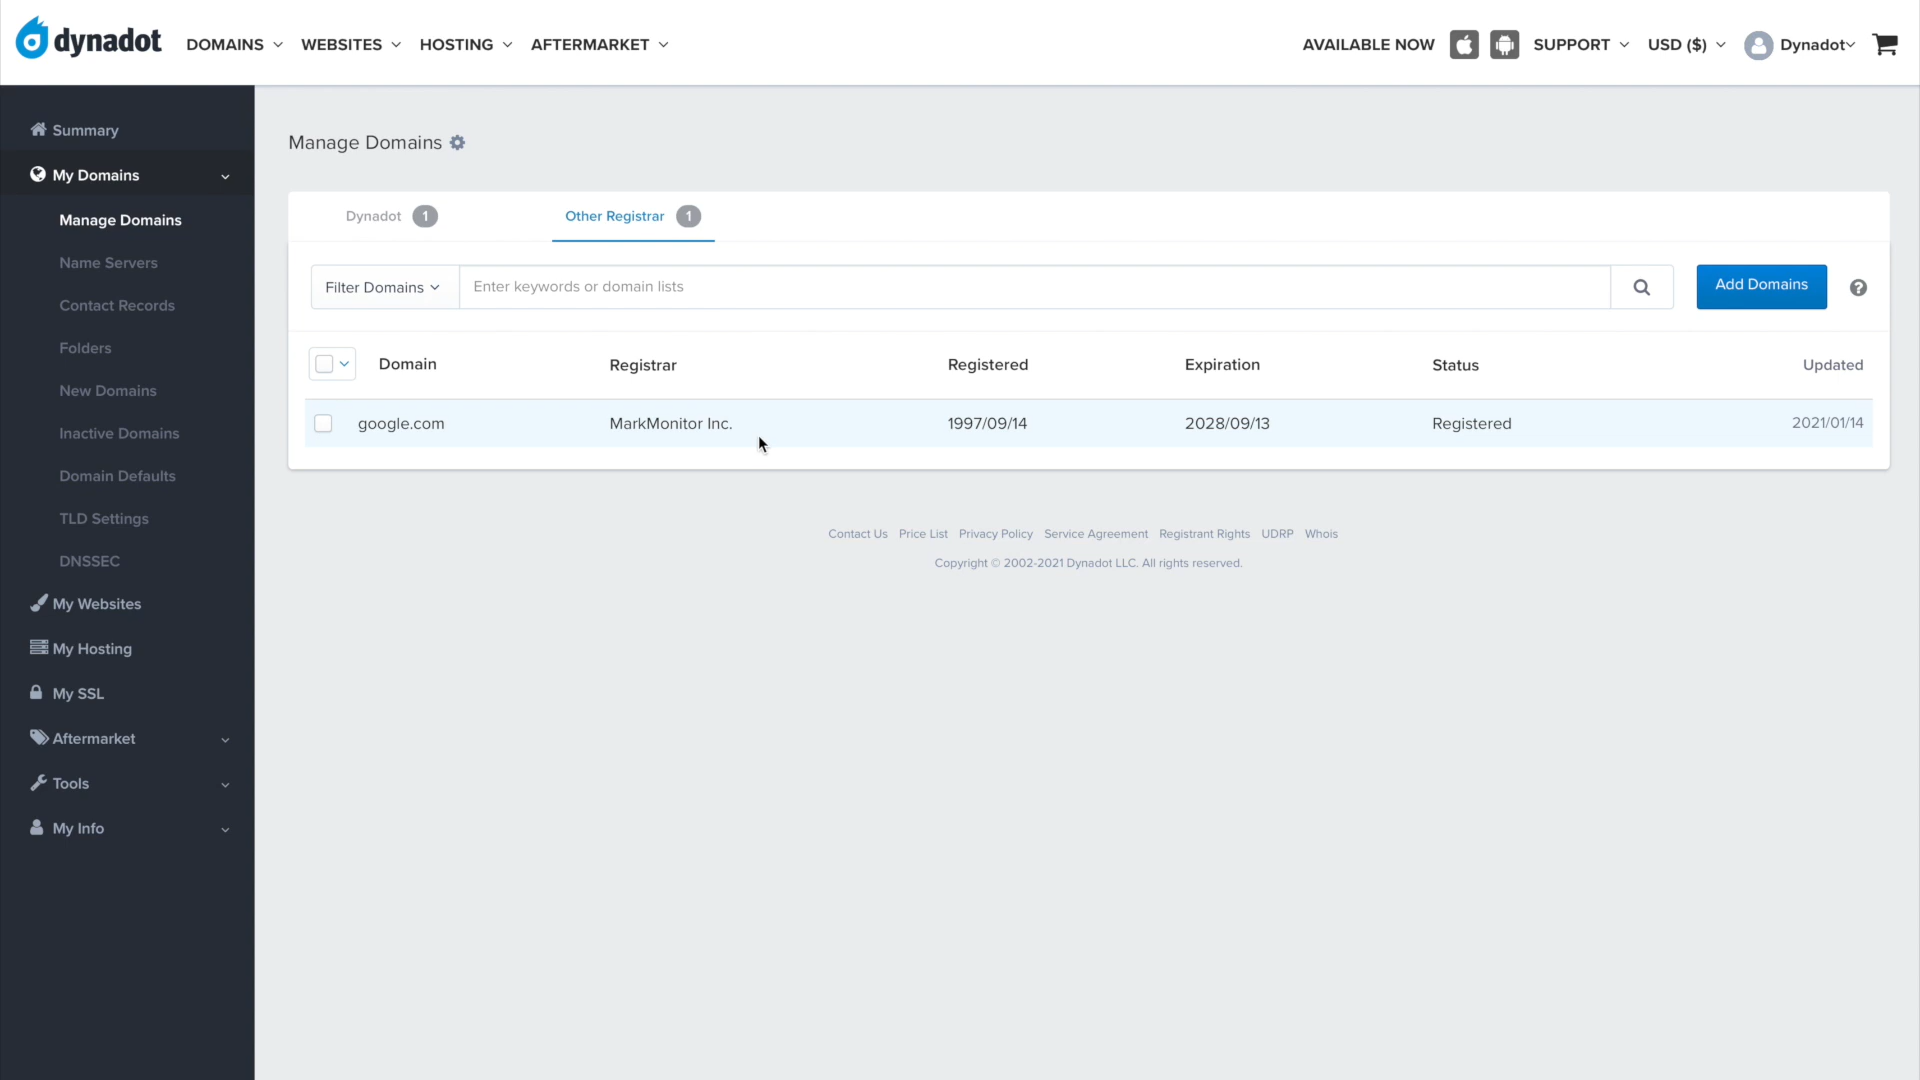 dynadot DOMAINS WEBSITES HOSTING AFTERMARKET AVAILABLE NOW SUPPORT USD ($) Dynadot
Summary
My Domains
Manage Domains
Name Servers
Contact Records
Folders
New Domains
Inactive Domains
Domain Defaults
TLD Settings
DNSSEC
My Websites
My Hosting
My SSL
Aftermarket
Tools
My Info
Manage Domains
Dynadot 1 Other Registrar 1
Filter Domains Enter keywords or domain lists Add Domains ?
Domain Registrar Registered Expiration Status Updated
google.com MarkMonitor Inc. 1997/09/14 2028/09/13 Registered 2021/01/14
Contact Us Price List Privacy Policy Service Agreement Registrant Rights UDRP Whois
Copyright © 2002-2021 Dynadot LLC. All rights reserved.